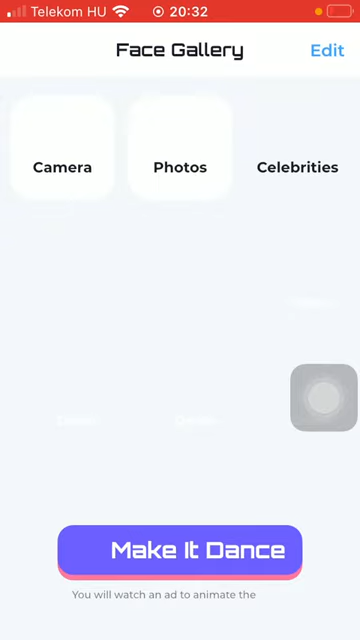 Telekom HU 20:32
Face Gallery Edit
Camera Photos Celebrities
Make It Dance
You will watch an ad to animate the